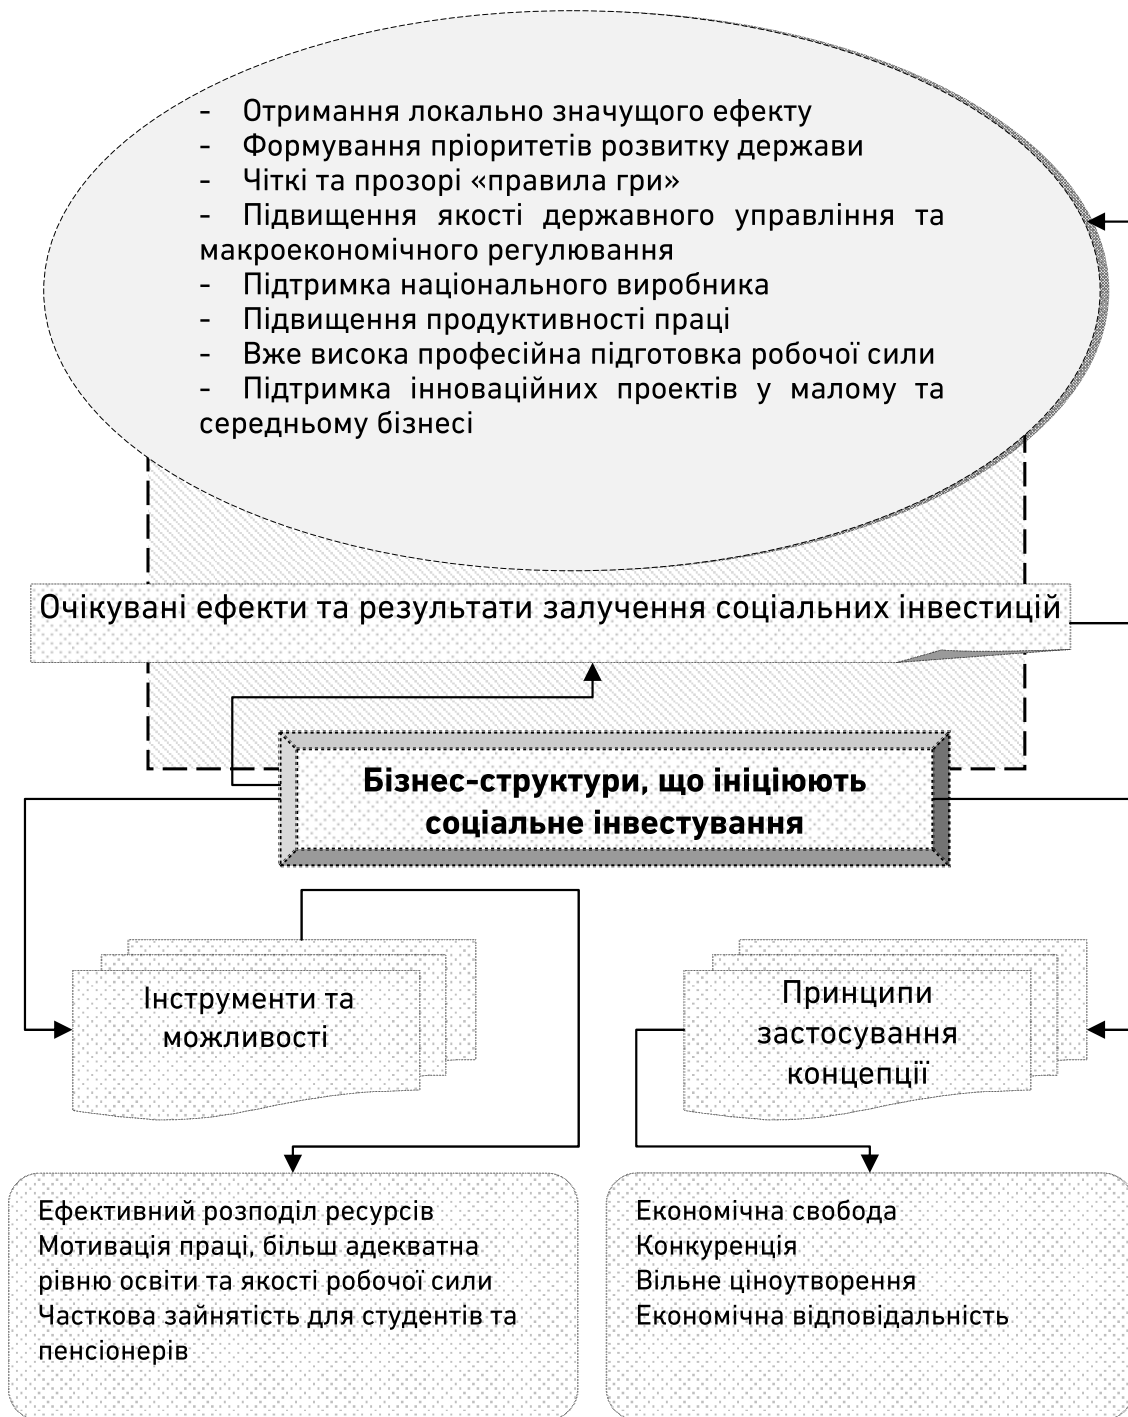 - Отримання локально значущого ефекту
- Формування пріоритетів розвитку держави
- Чіткі та прозорі «правила гри»
- Підвищення якості державного управління та
макроекономічного регулювання
- Підтримка національного виробника
- Підвищення продуктивності праці
- Вже висока професійна підготовка робочої сили
- Підтримка інноваційних проектів у малому та
середньому бізнесі
Очікувані ефекти та результати залучення соціальних інвестицій
Бізнес-структури, що ініціюють
соціальне інвестування
Інструменти та
можливості
Принципи
застосування
концепції
Ефективний розподіл ресурсів
Мотивація праці, більш адекватна
рівню освіти та якості робочої сили
Часткова зайнятість для студентів та
пенсіонерів
Економічна свобода
Конкуренція
Вільне ціноутворення
Економічна відповідальність